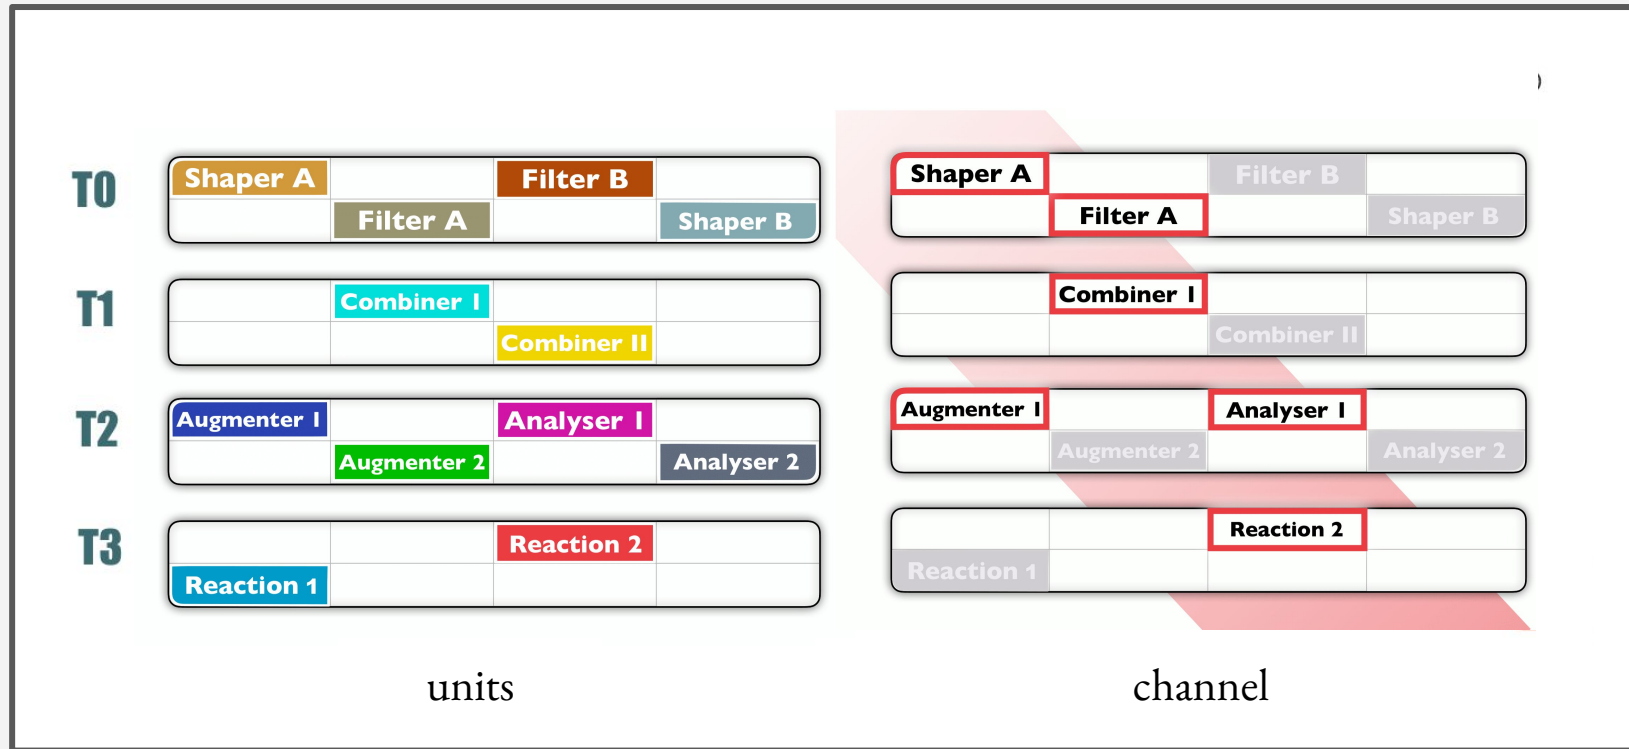 T0
Shaper A
Filter B
Filter A
Shaper B
T1
Combiner I
Combiner II
T2
Augmenter I
Analyser I
Augmenter 2
Analyser 2
T3
Reaction 2
Reaction 1
units
Shaper A
Filter B
Filter A
Shaper B
Combiner I
Combiner II
Augmenter I
Analyser I
Augmenter 2
Analyser 2
Reaction 2
Reaction 1
channel